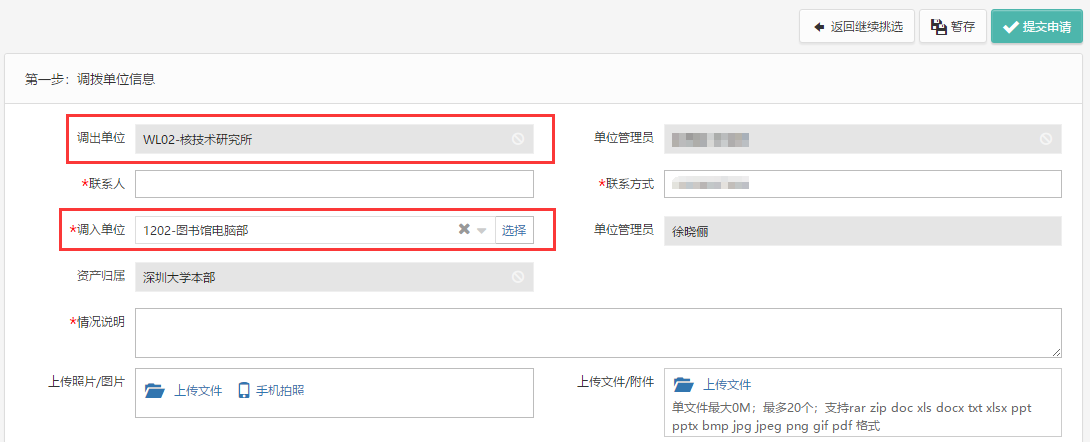 返回继续挑选 暂存 提交申请
第一步：调拨单位信息
调出单位 WL02-核技术研究所 单位管理员
*联系人 *联系方式
*调入单位 1202-图书馆电脑部 选择 单位管理员 徐晓俪
资产归属 深圳大学本部
*情况说明
上传照片/图片 上传文件 手机拍照 上传文件/附件 上传文件
单文件最大0M；最多20个；支持rar zip doc xls docx txt xlsx ppt
pptx bmp jpg jpeg png gif pdf 格式